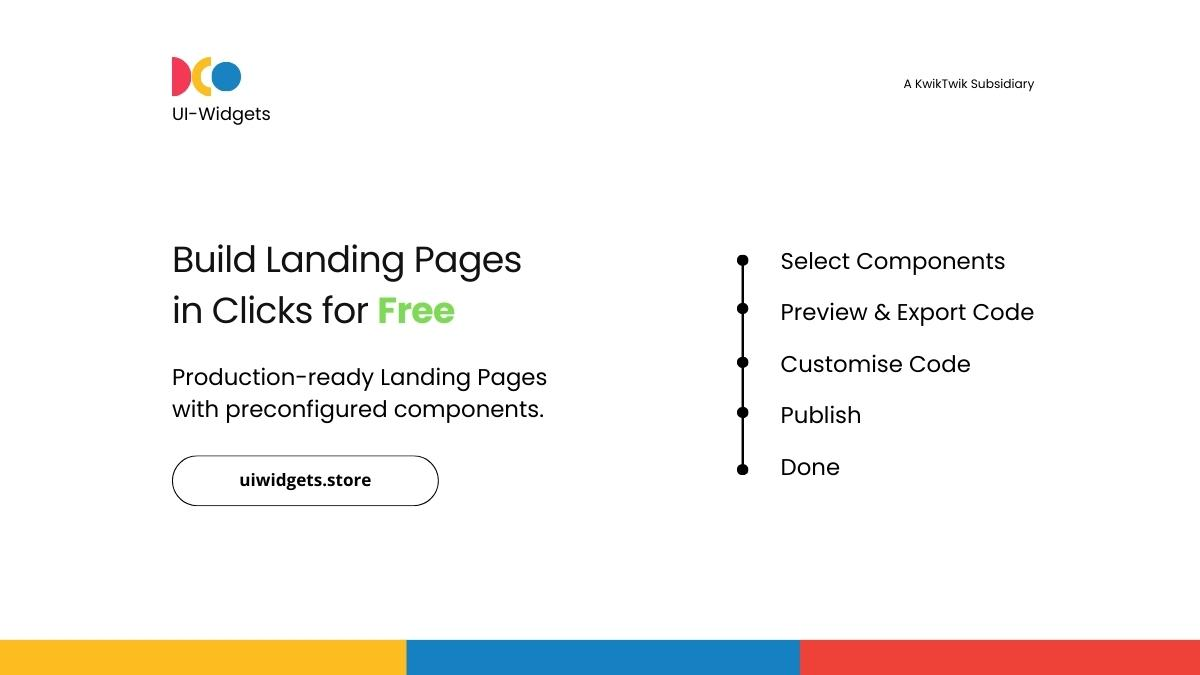 UI-Widgets
A KwikTwik Subsidiary
Build Landing Pages
in Clicks for Free
Production-ready Landing Pages
with preconfigured components.
uiwidgets.store
Select Components
Preview & Export Code
Customise Code
Publish
Done